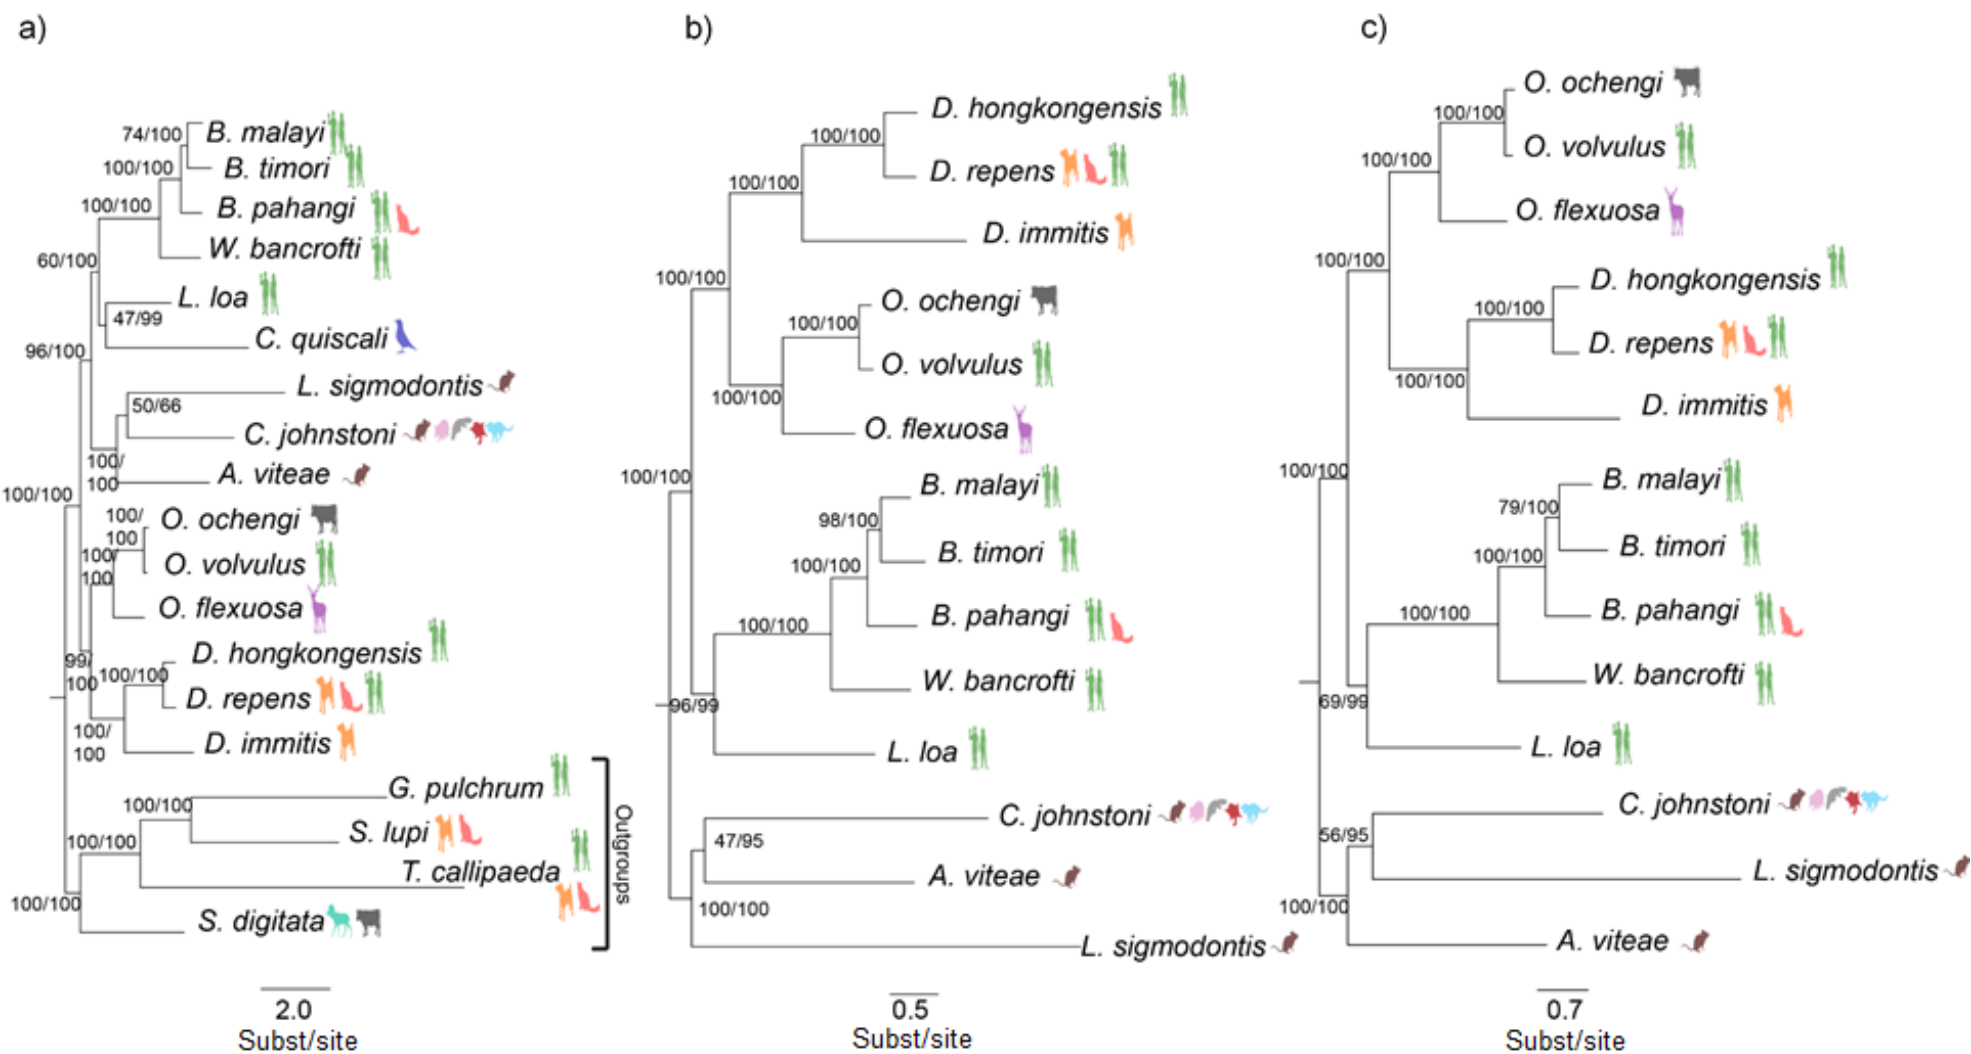 a)
74/100
B. malayi
B. timori
100/100
B. pahangi
100/100
W. bancrofti
60/100
L. loa
47/99
C. quiscali
96/100
L. sigmodontis
50/66
C. johnstoni
100/
100
A. viteae
100/100
100/
100
O. ochengi
100/
100
O. volvulus
O. flexuosa
99/
100
D. hongkongensis
100/100
D. repens
100/
100
D. immitis
G. pulchrum
100/100
S. lupi
100/100
T. callipaeda
100/100
S. digitata
Outgroups
2.0
Subst/site
b)
D. hongkongensis
100/100
D. repens
100/100
D. immitis
100/100
O. ochengi
100/100
O. volvulus
100/100
O. flexuosa
100/100
B. malayi
98/100
B. timori
100/100
B. pahangi
100/100
W. bancrofti
96/99
L. loa
C. johnstoni
47/95
A. viteae
100/100
L. sigmodontis
0.5
Subst/site
c)
O. ochengi
100/100
O. volvulus
100/100
O. flexuosa
100/100
D. hongkongensis
100/100
D. repens
100/100
D. immitis
100/100
B. malayi
79/100
B. timori
100/100
B. pahangi
100/100
W. bancrofti
69/99
L. loa
C. johnstoni
56/95
L. sigmodontis
100/100
A. viteae
0.7
Subst/site